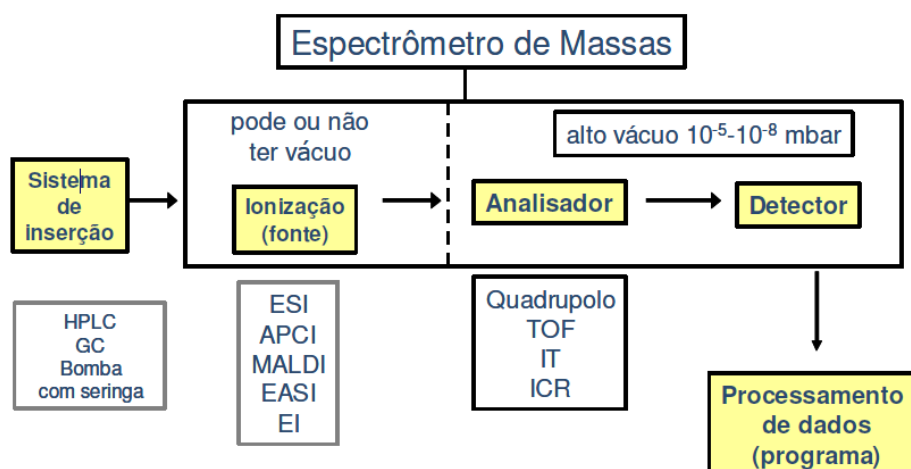 Espectrômetro de Massas
pode ou não
ter vácuo
alto vácuo 10⁻⁵-10⁻⁸ mbar
Sistema
de
inserção
Ionização
(fonte)
Analisador
Detector
HPLC
GC
Bomba
com seringa
ESI
APCI
MALDI
EASI
EI
Quadrupolo
TOF
IT
ICR
Processamento
de dados
(programa)